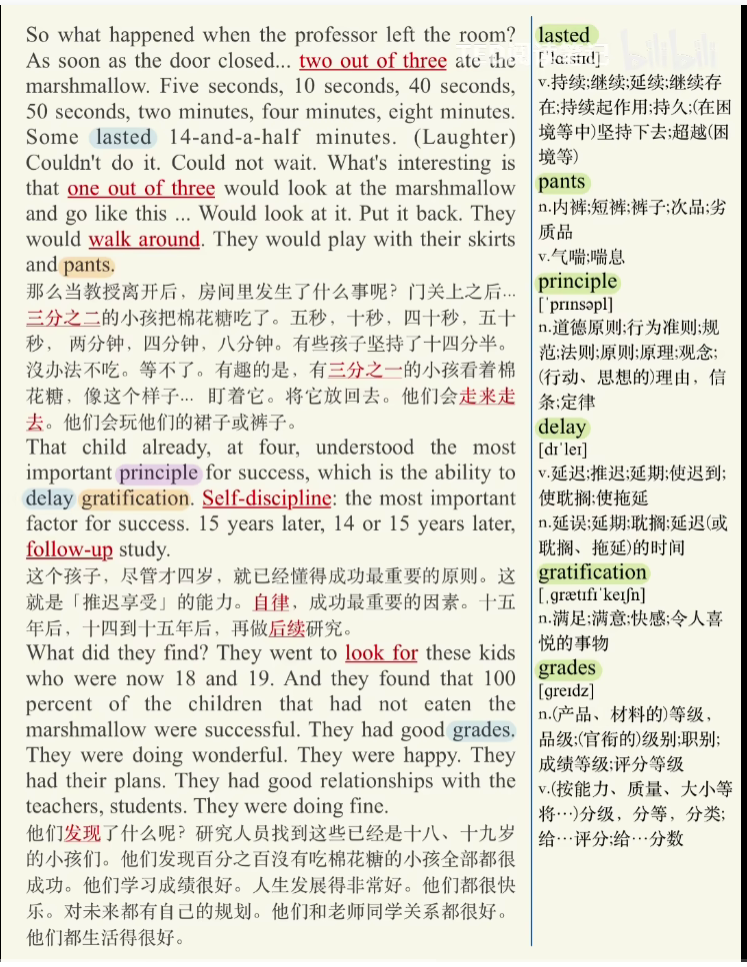 So what happened when the professor left the room?
As soon as the door closed... two out of three ate the
marshmallow. Five seconds, 10 seconds, 40 seconds,
50 seconds, two minutes, four minutes, eight minutes.
Some lasted 14-and-a-half minutes. (Laughter)
Couldn't do it. Could not wait. What's interesting is
that one out of three would look at the marshmallow
and go like this ... Would look at it. Put it back. They
would walk around. They would play with their skirts
and pants.
那么当教授离开后，房间里发生了什么事呢？门关上之后...
三分之二的小孩把棉花糖吃了。五秒，十秒，四十秒，五十
秒， 两分钟，四分钟，八分钟。有些孩子坚持了十四分半。
沒办法不吃。等不了。有趣的是，有三分之一的小孩看着棉
花糖，像这个样子... 盯着它。将它放回去。他们会走来走
去。他们会玩他们的裙子或裤子。
That child already, at four, understood the most
important principle for success, which is the ability to
delay gratification. Self-discipline: the most important
factor for success. 15 years later, 14 or 15 years later,
follow-up study.
这个孩子，尽管才四岁，就已经懂得成功最重要的原则。这
就是「推迟享受」的能力。自律，成功最重要的因素。十五
年后，十四到十五年后，再做后续研究。
What did they find? They went to look for these kids
who were now 18 and 19. And they found that 100
percent of the children that had not eaten the
marshmallow were successful. They had good grades.
They were doing wonderful. They were happy. They
had their plans. They had good relationships with the
teachers, students. They were doing fine.
他们发现了什么呢？研究人员找到这些已经是十八、十九岁
的小孩们。他们发现百分之百沒有吃棉花糖的小孩全部都很
成功。他们学习成绩很好。人生发展得非常好。他们都很快
乐。对未来都有自己的规划。他们和老师同学关系都很好。
他们都生活得很好。
lasted
[ˈlɑːstɪd]
v.持续;继续;延续;继续存
在;持续起作用;持久;(在困
境等中)坚持下去;超越(困
境等)
pants
n.内裤;短裤;裤子;次品;劣
质品
v.气喘;喘息
principle
[ˈprɪnsəpl]
n.道德原则;行为准则;规
范;法则;原则;原理;观念;
(行动、思想的)理由，信
条;定律
delay
[dɪˈleɪ]
v.延迟;推迟;延期;使迟到;
使耽搁;使拖延
n.延误;延期;耽搁;延迟(或
耽搁、拖延)的时间
gratification
[ˌɡrætɪfɪˈkeɪʃn]
n.满足;满意;快感;令人喜
悦的事物
grades
[ɡreɪdz]
n.(产品、材料的)等级，
品级;(官衔的)级别;职别;
成绩等级;评分等级
v.(按能力、质量、大小等
将…)分级，分等，分类;
给…评分;给…分数
bilibili